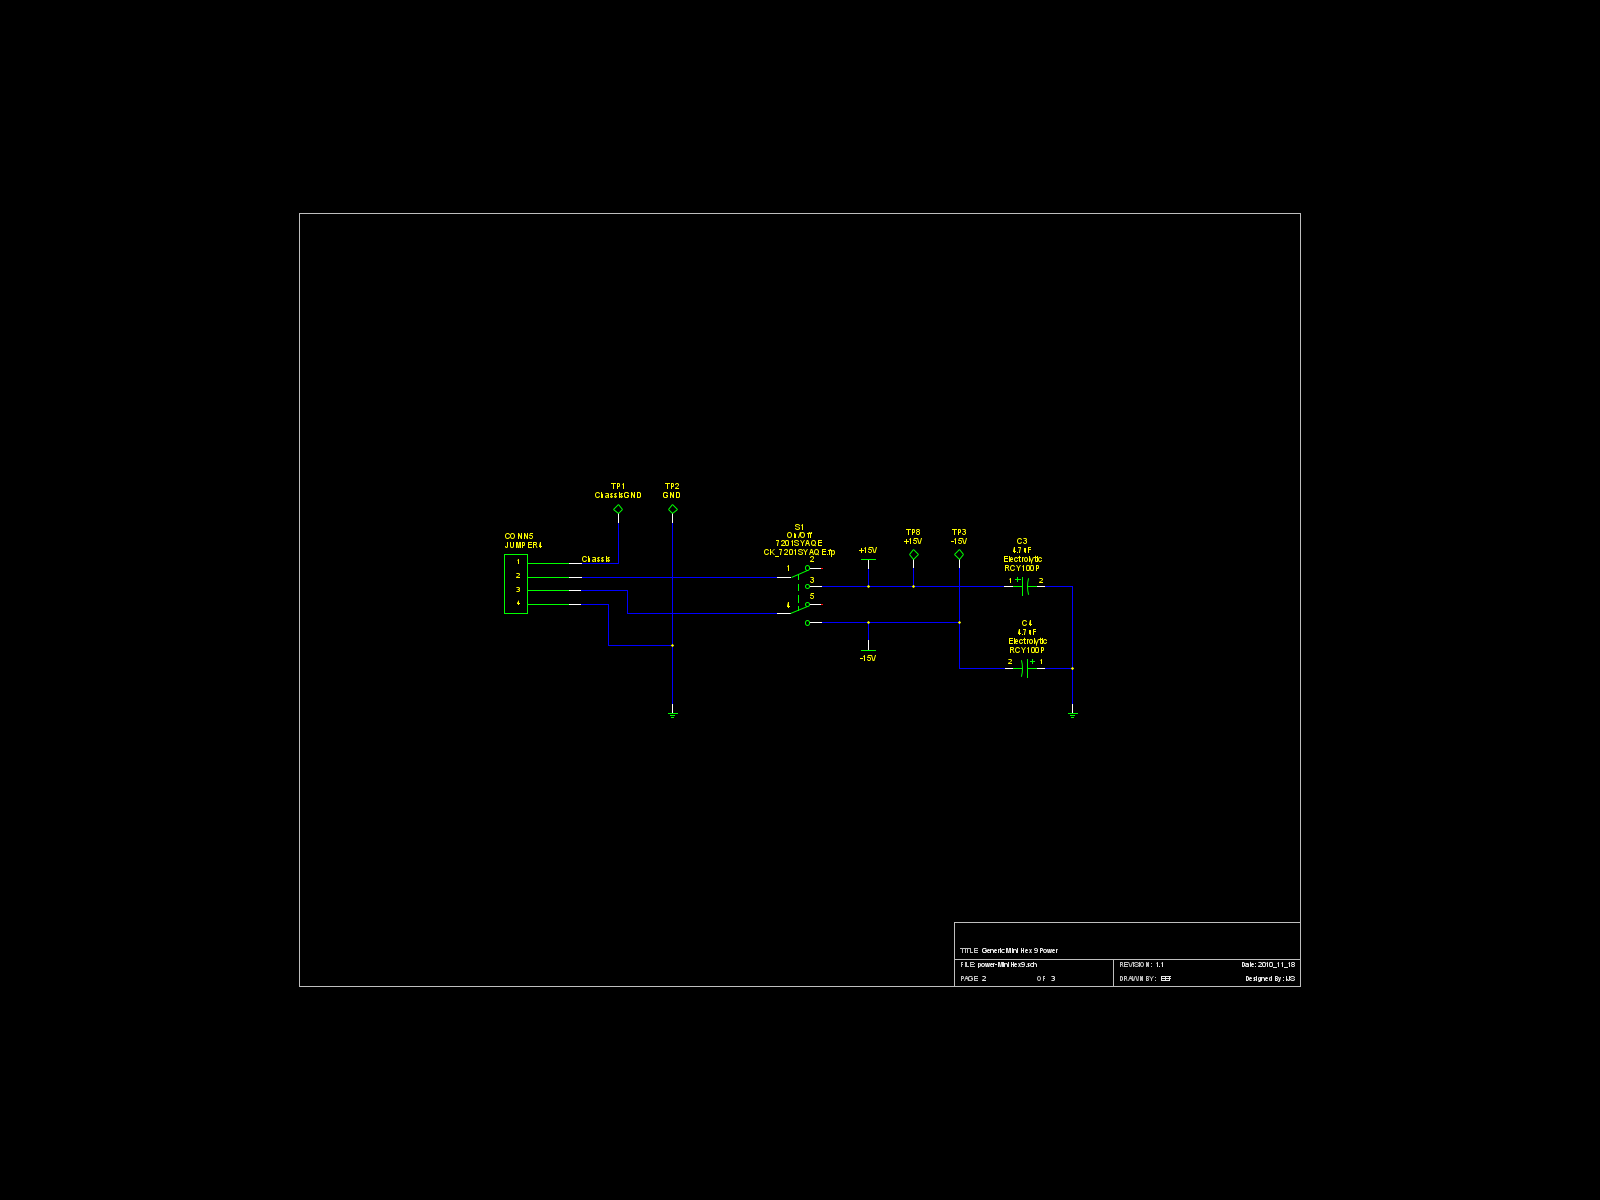 TP1
ChassisGND
TP2
GND
CONN5
JUMPER4
1
2
3
4
Chassis
S1
On/Off
7201SYAQE
CK_7201SYAQE.fp
1
2
3
4
5
+15V
-15V
TP8
+15V
TP3
-15V
C3
4.7uF
Electrolytic
RCY100P
1
+
2
C4
4.7uF
Electrolytic
RCY100P
2
+
1
TITLE Generic Mini Hex 9 Power
FILE: power-MiniHex9.sch
REVISION: 1.1
Date: 2010_11_18
PAGE 2 OF 3
DRAWN BY: EEF
Designed By: IJS